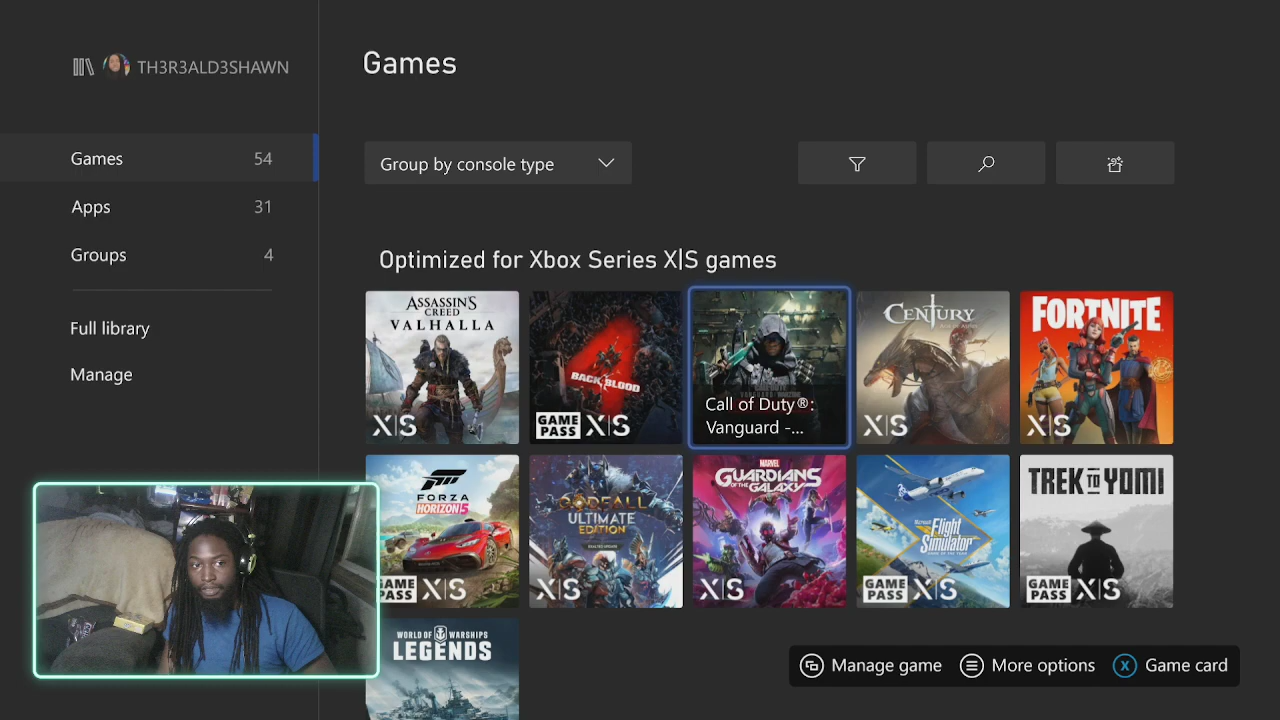 TH3R3ALD3SHAWN
Games
Games 54
Apps 31
Groups 4
Full library
Manage
Group by console type
Optimized for Xbox Series X|S games
ASSASSIN'S
CREED
VALHALLA
X|S
BACK 4 BLOOD
GAME
PASS
X|S
Call of Duty®:
Vanguard -...
CENTURY
X|S
FORTNITE
X|S
FORZA
HORIZON 5
GAME
PASS
X|S
GODFALL
ULTIMATE
EDITION
X|S
MARVEL
GUARDIANS
OF THE
GALAXY
X|S
Microsoft
Flight
Simulator
GAME
PASS
X|S
TREK TO YOMI
GAME
PASS
X|S
WORLD OF WARSHIPS
LEGENDS
Manage game
More options
X Game card